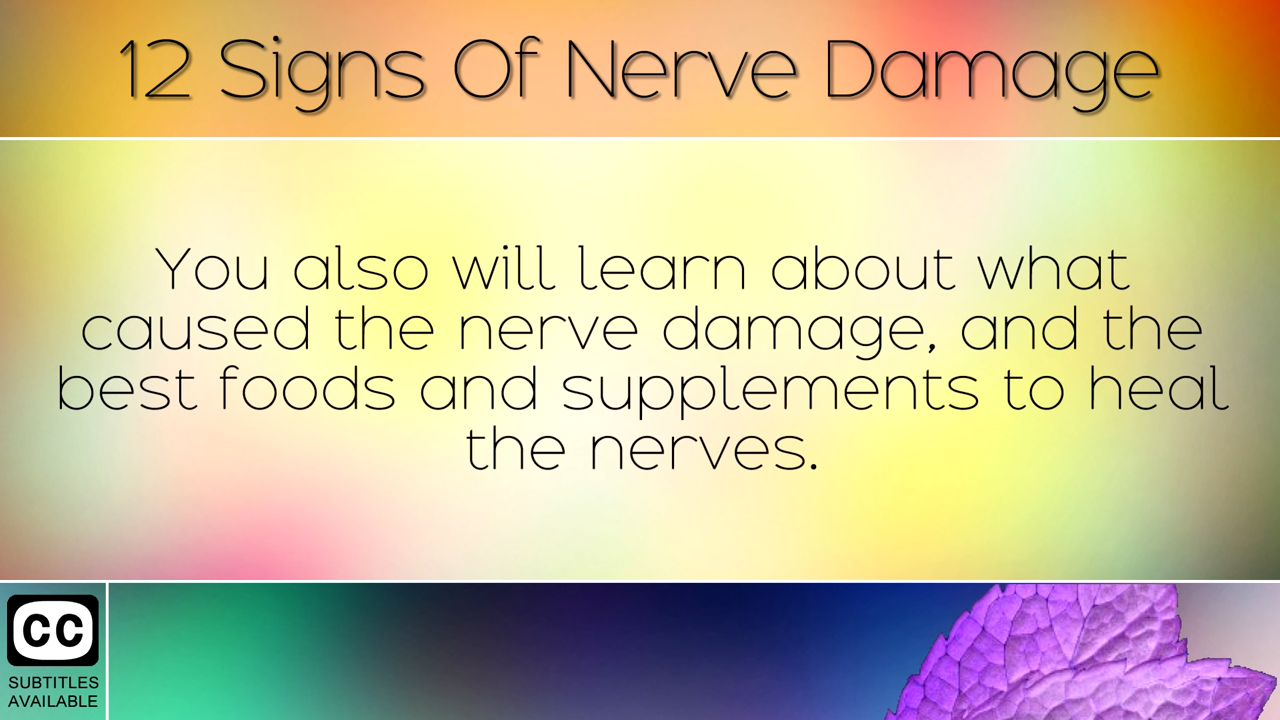 12 Signs Of Nerve Damage
You also will learn about what
caused the nerve damage, and the
best foods and supplements to heal
the nerves.
CC
SUBTITLES
AVAILABLE